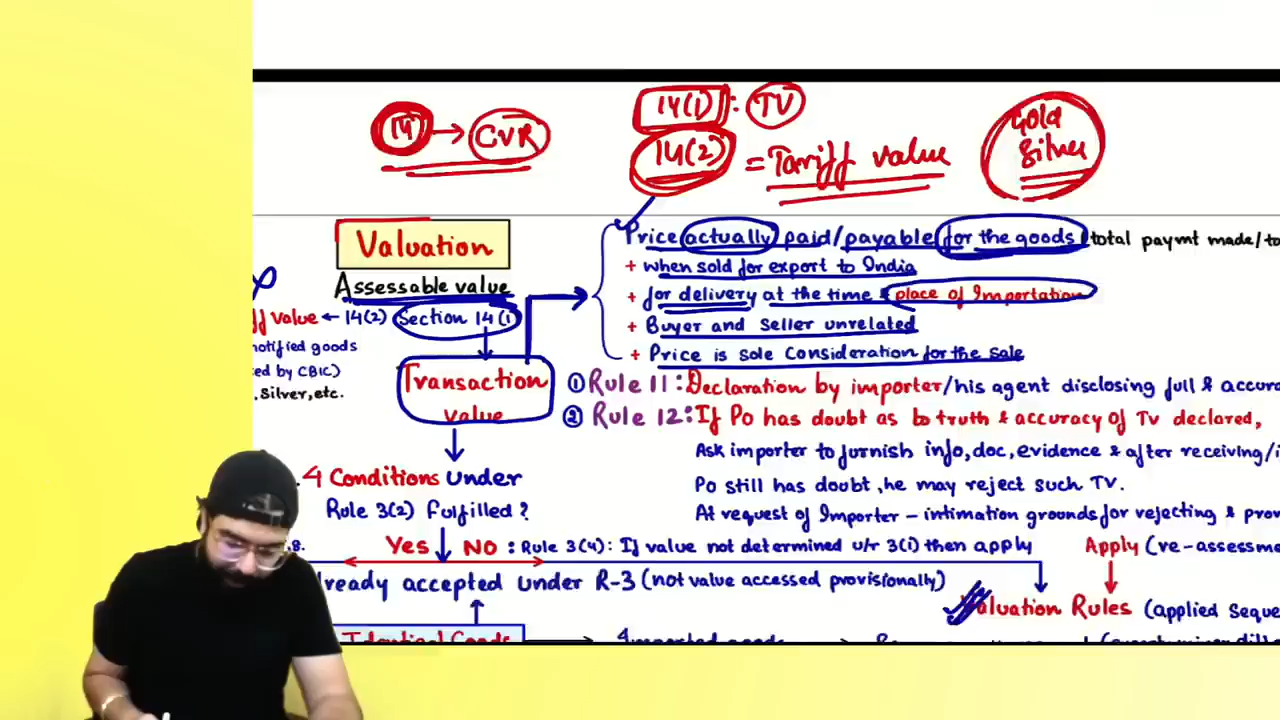 14 → CVR
14(1) : TV
14(2) = Tariff value
Gold
Silver
Valuation
Assessable value
Value ← 14(2) Section 14(1
notified goods
ed by CBIC)
.Silver,etc.
Transaction
value
Price actually paid/payable for the goods total paymt made/to
+ when sold for export to India
+ for delivery at the time & place of Importation
+ Buyer and seller unrelated
+ Price is sole consideration for the sale
① Rule 11: Declaration by importer/his agent disclosing full & accura
② Rule 12: If PO has doubt as to truth & accuracy of TV declared,
Ask importer to furnish info,doc,evidence & after receiving/
PO still has doubt, he may reject such TV.
At request of Importer – intimation grounds for rejecting & prov
4 Conditions under
Rule 3(2) fulfilled?
Yes NO : Rule 3(4): If value not determined u/r 3(i) then apply
Apply (re-assessme
already accepted under R-3 (not value accessed provisionally)
Valuation Rules (applied seque
Identical Goods